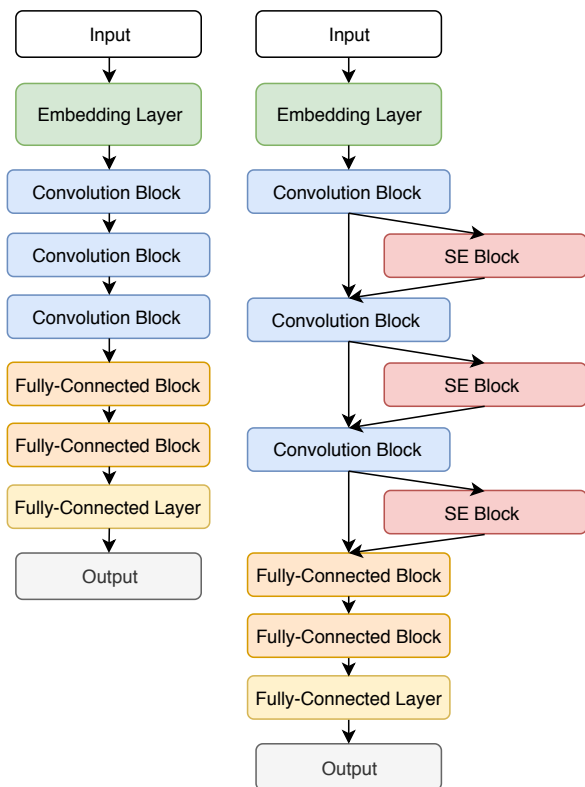 Input
Embedding Layer
Convolution Block
Convolution Block
Convolution Block
Fully-Connected Block
Fully-Connected Block
Fully-Connected Layer
Output
Input
Embedding Layer
Convolution Block
SE Block
Convolution Block
SE Block
Convolution Block
SE Block
Fully-Connected Block
Fully-Connected Block
Fully-Connected Layer
Output